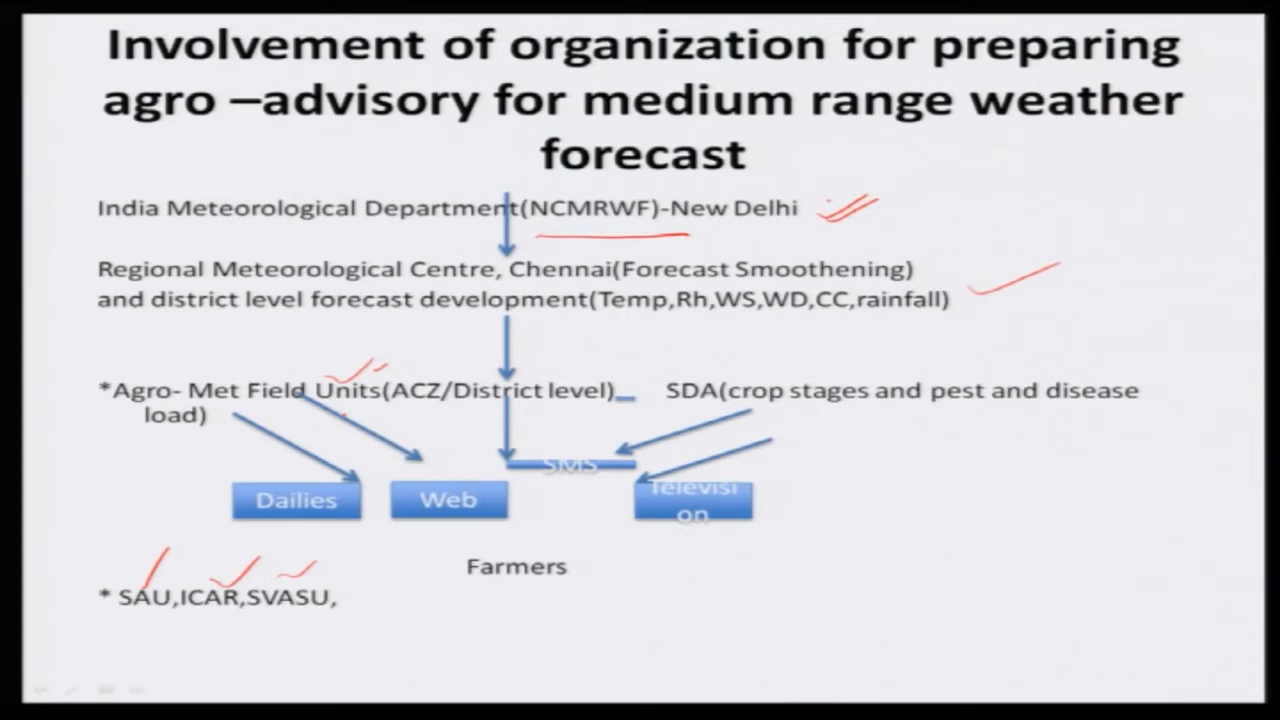 Involvement of organization for preparing
agro –advisory for medium range weather
forecast
India Meteorological Department(NCMRWF)-New Delhi
Regional Meteorological Centre, Chennai(Forecast Smoothening)
and district level forecast development(Temp,Rh,WS,WD,CC,rainfall)
*Agro- Met Field Units(ACZ/District level)_ SDA(crop stages and pest and disease
load)
SMS
Dailies
Web
Televisi
on
Farmers
* SAU,ICAR,SVASU,